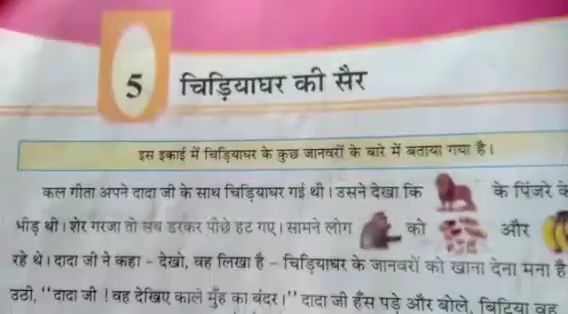 5 चिड़ियाघर की सैर
इस इकाई में चिड़ियाघर के कुछ जानवरों के बारे में बताया गया है।
कल गीता अपने दादा जी के साथ चिड़ियाघर गई थी। उसने देखा कि के पिंजरे के
भीड़ थी। शेर गरजा तो सब डरकर पीछे हट गए। सामने लोग को और
रहे थे। दादा जी ने कहा - देखो, वह लिखा है - चिड़ियाघर के जानवरों को खाना देना मना है
उठी, ‘‘दादा जी ! वह देखिए काले मुँह का बंदर।’’ दादा जी हँस पड़े और बोले, बिटिया वह